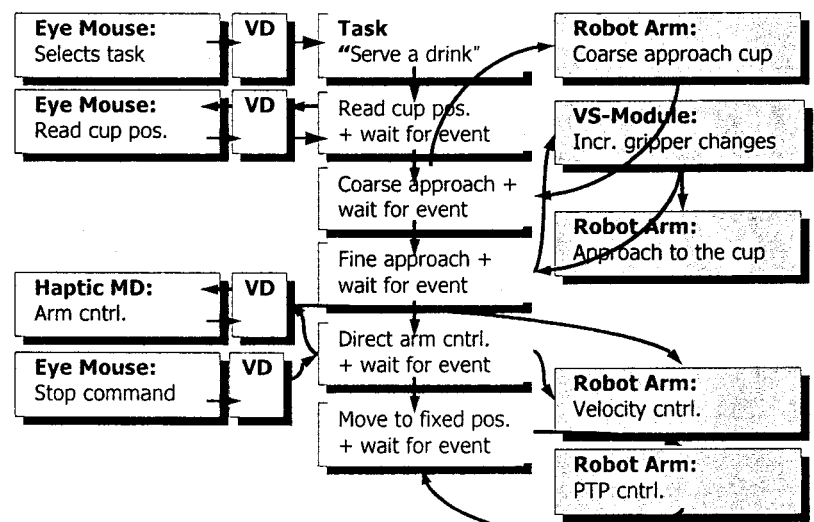 Eye Mouse:
Selects task
VD
Task
“Serve a drink”
Robot Arm:
Coarse approach cup
Eye Mouse:
Read cup pos.
VD
Read cup pos.
+ wait for event
VS-Module:
Incr. gripper changes
Coarse approach +
wait for event
Robot Arm:
Approach to the cup
Fine approach +
wait for event
Haptic MD:
Arm cntrl.
VD
Direct arm cntrl.
+ wait for event
Eye Mouse:
Stop command
VD
Robot Arm:
Velocity cntrl.
Move to fixed pos.
+ wait for event
Robot Arm:
PTP cntrl.